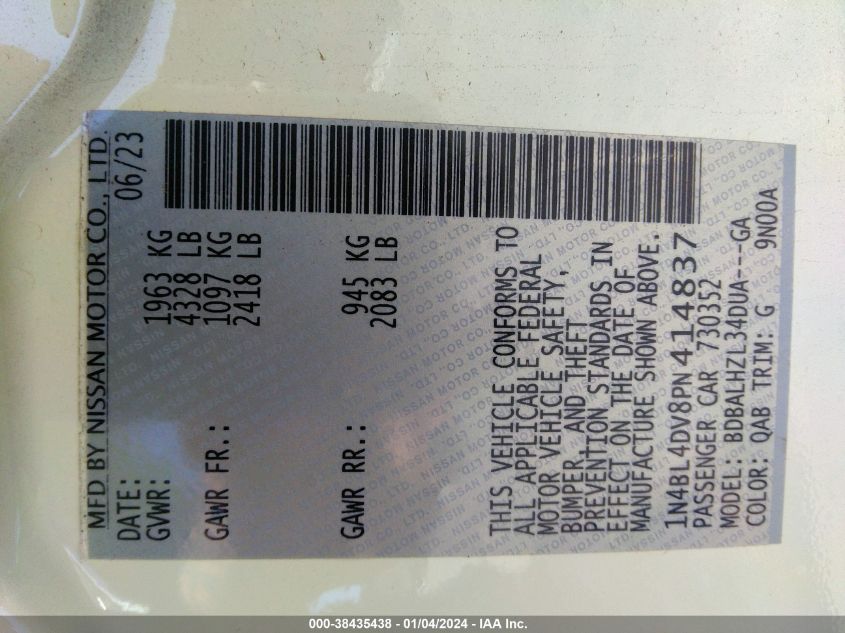 MFD BY NISSAN MOTOR CO., LTD.
DATE: 06/23
GVWR: 1963 KG
4328 LB
GAWR FR.: 1097 KG
2418 LB
GAWR RR.: 945 KG
2083 LB
THIS VEHICLE CONFORMS TO
ALL APPLICABLE FEDERAL
MOTOR VEHICLE SAFETY,
BUMPER, AND THEFT
PREVENTION STANDARDS IN
EFFECT ON THE DATE OF
MANUFACTURE SHOWN ABOVE.
1N4BL4DV8PN414837
PASSENGER CAR 730352
MODEL: BDBALHZL34DUA---GA
COLOR: QAB TRIM: G 9N00A
000-38435438 - 01/04/2024 - IAA Inc.